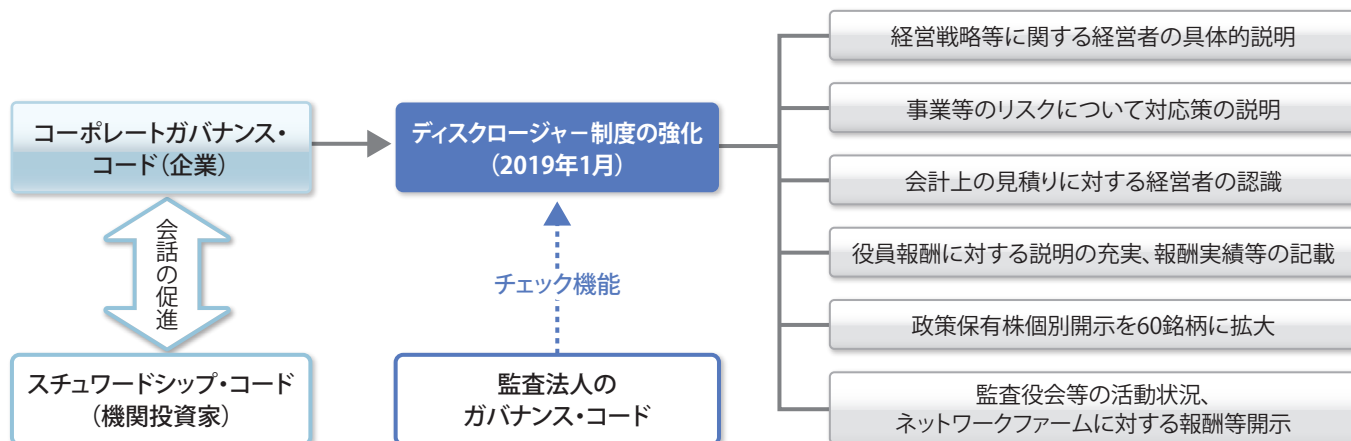 コーポレートガバナンス・
コード(企業)
会話の促進
スチュワードシップ・コード
(機関投資家)
ディスクロージャー制度の強化
(2019年1月)
チェック機能
監査法人の
ガバナンス・コード
経営戦略等に関する経営者の具体的説明
事業等のリスクについて対応策の説明
会計上の見積りに対する経営者の認識
役員報酬に対する説明の充実、報酬実績等の記載
政策保有株個別開示を60銘柄に拡大
監査役会等の活動状況、
ネットワークファームに対する報酬等開示